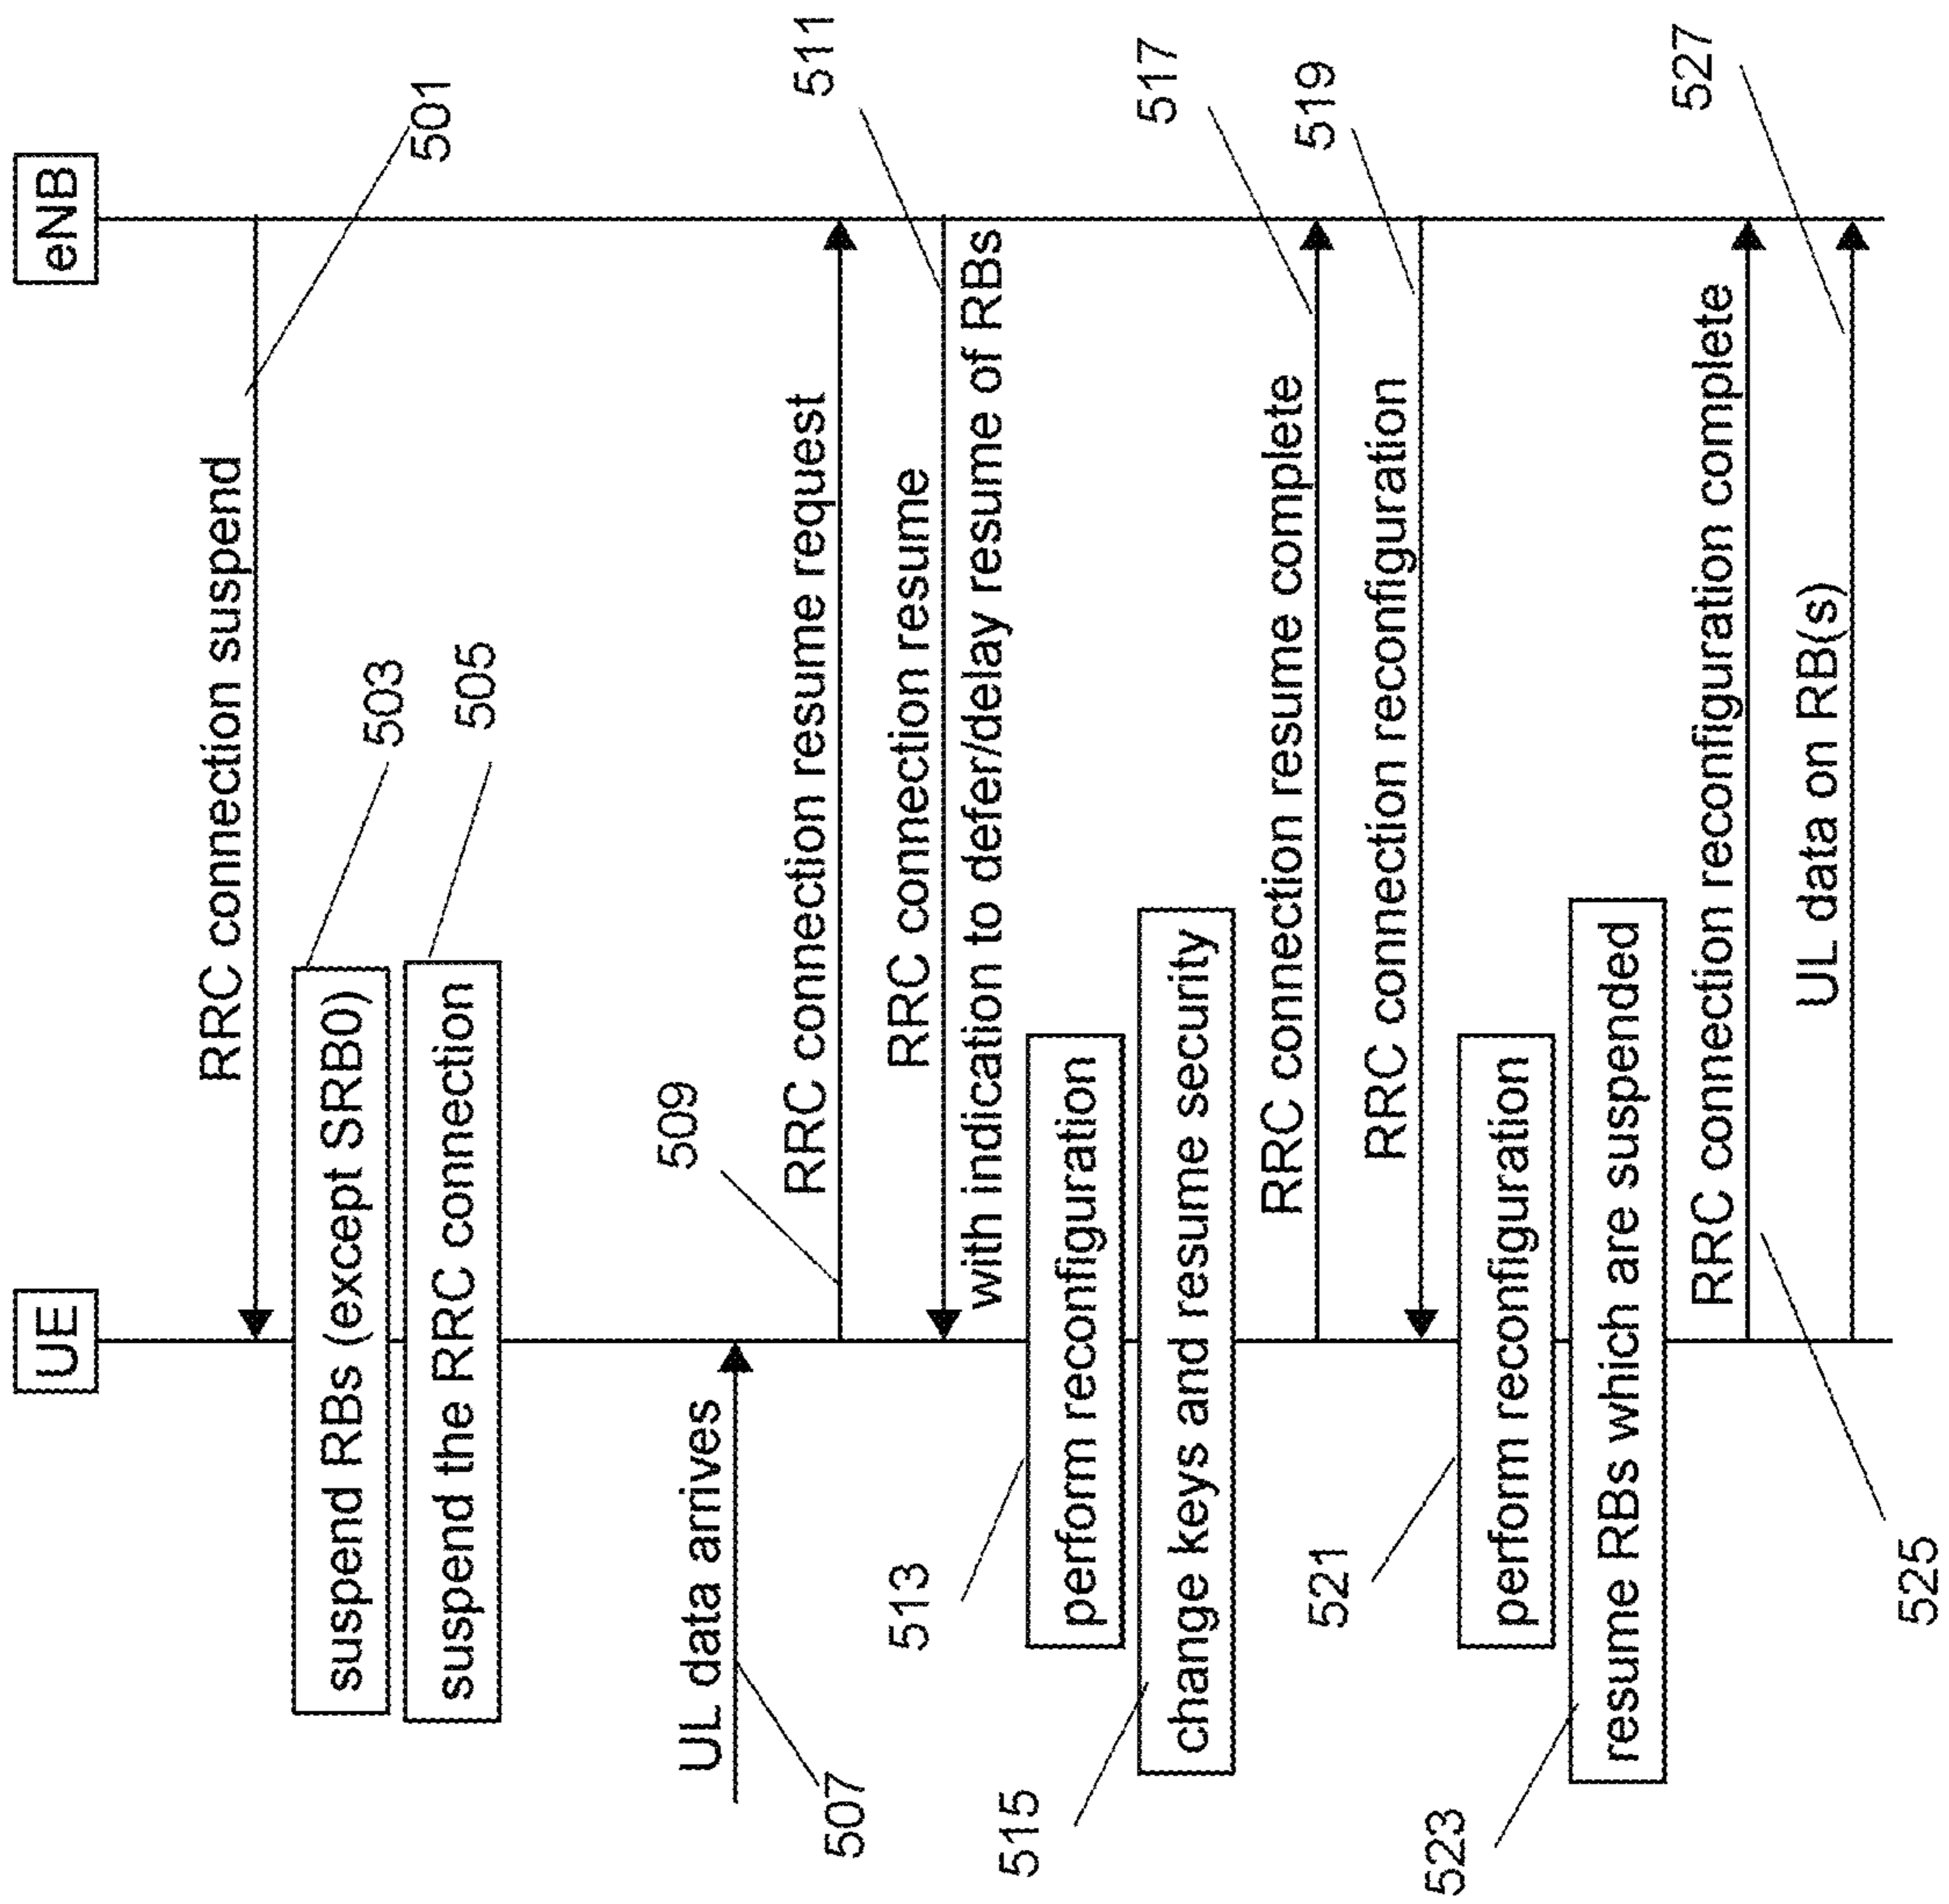 UE
eNB
RRC connection suspend
501
suspend RBs (except SRB0)
503
suspend the RRC connection
505
UL data arrives
507
509
RRC connection resume request
RRC connection resume
511
with indication to defer/delay resume of RBs
513
perform reconfiguration
515
change keys and resume security
RRC connection resume complete
517
RRC connection reconfiguration
519
521
perform reconfiguration
523
resume RBs which are suspended
RRC connection reconfiguration complete
525
UL data on RB(s)
527